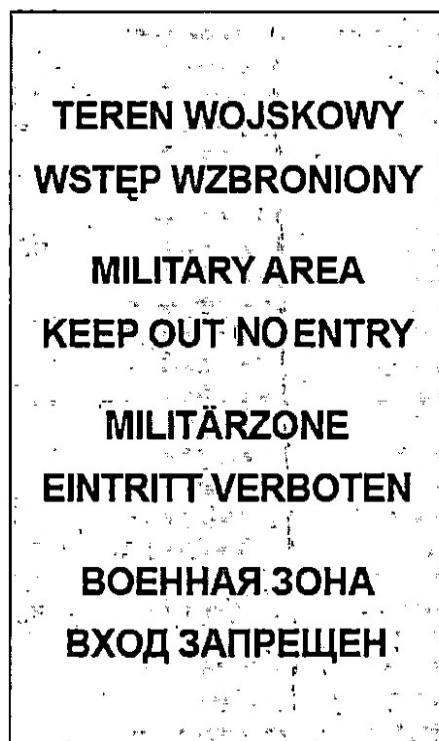 TEREN WOJSKOWY
WSTĘP WZBRONIONY
MILITARY AREA
KEEP OUT NO ENTRY
MILITÄRZONE
EINTRITT VERBOTEN
ВОЕННАЯ ЗОНА
ВХОД ЗАПРЕЩЕН